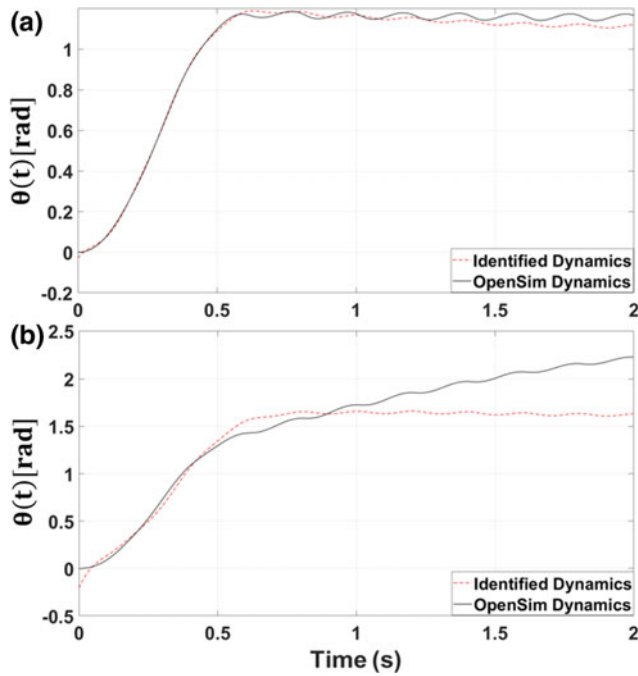 (a)
1
0.8
0.6
0.4
0.2
0
-0.2
θ(t)[rad]
0 0.5 1 1.5 2
Identified Dynamics
OpenSim Dynamics
(b)
2.5
2
1.5
1
0.5
0
-0.5
θ(t)[rad]
0 0.5 1 1.5 2
Identified Dynamics
OpenSim Dynamics
Time (s)